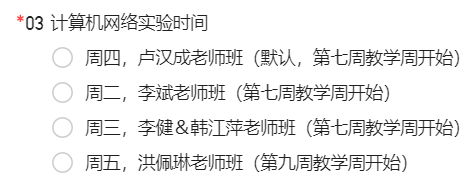 *03 计算机网络实验时间
周四，卢汉成老师班（默认，第七周教学周开始）
周二，李斌老师班（第七周教学周开始）
周三，李健＆韩江萍老师班（第七周教学周开始）
周五，洪佩琳老师班（第九周教学周开始）